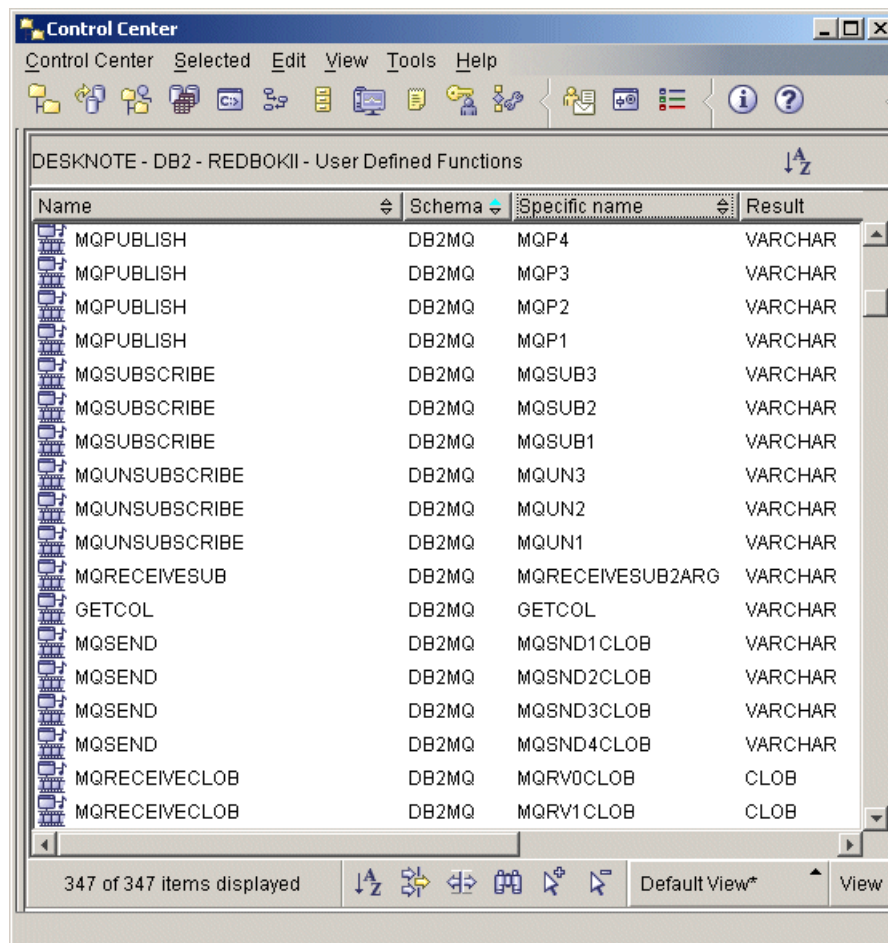 Control Center
Control Center Selected Edit View Tools Help
DESKNOTE - DB2 - REDBOKII - User Defined Functions
Name Schema Specific name Result
MQPUBLISH DB2MQ MQP4 VARCHAR
MQPUBLISH DB2MQ MQP3 VARCHAR
MQPUBLISH DB2MQ MQP2 VARCHAR
MQPUBLISH DB2MQ MQP1 VARCHAR
MQSUBSCRIBE DB2MQ MQSUB3 VARCHAR
MQSUBSCRIBE DB2MQ MQSUB2 VARCHAR
MQSUBSCRIBE DB2MQ MQSUB1 VARCHAR
MQUNSUBSCRIBE DB2MQ MQUN3 VARCHAR
MQUNSUBSCRIBE DB2MQ MQUN2 VARCHAR
MQUNSUBSCRIBE DB2MQ MQUN1 VARCHAR
MQRECEIVESUB DB2MQ MQRECEIVESUB2ARG VARCHAR
GETCOL DB2MQ GETCOL VARCHAR
MQSEND DB2MQ MQSND1CLOB VARCHAR
MQSEND DB2MQ MQSND2CLOB VARCHAR
MQSEND DB2MQ MQSND3CLOB VARCHAR
MQSEND DB2MQ MQSND4CLOB VARCHAR
MQRECEIVECLOB DB2MQ MQRV0CLOB CLOB
MQRECEIVECLOB DB2MQ MQRV1CLOB CLOB
347 of 347 items displayed Default View* View